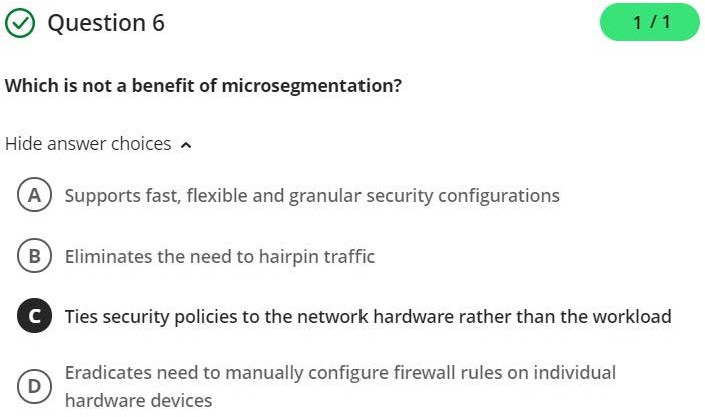 Question 6
1 / 1
Which is not a benefit of microsegmentation?
Hide answer choices
A Supports fast, flexible and granular security configurations
B Eliminates the need to hairpin traffic
C Ties security policies to the network hardware rather than the workload
D Eradicates need to manually configure firewall rules on individual
hardware devices